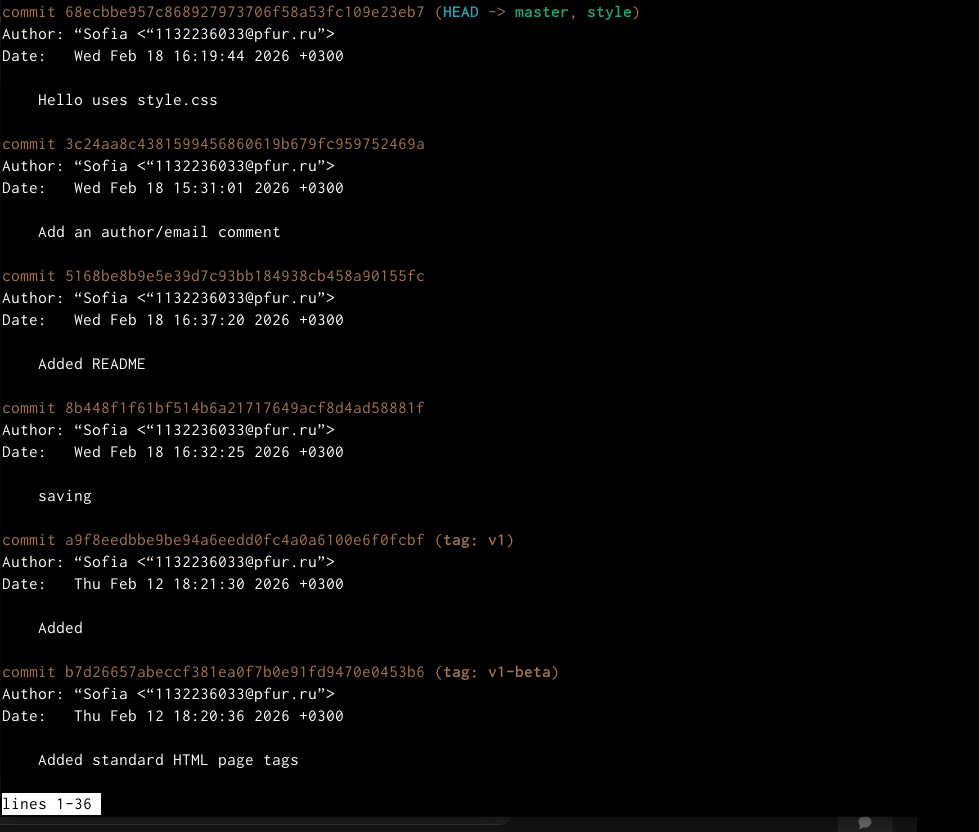 commit 68ecbbe957c868927973706f58a53fc109e23eb7 (HEAD -> master, style)
Author: “Sofia <“1132236033@pfur.ru”>
Date:   Wed Feb 18 16:19:44 2026 +0300

    Hello uses style.css

commit 3c24aa8c4381599456860619b679fc959752469a
Author: “Sofia <“1132236033@pfur.ru”>
Date:   Wed Feb 18 15:31:01 2026 +0300

    Add an author/email comment

commit 5168be8b9e5e39d7c93bb184938cb458a90155fc
Author: “Sofia <“1132236033@pfur.ru”>
Date:   Wed Feb 18 16:37:20 2026 +0300

    Added README

commit 8b448f1f61bf514b6a21717649acf8d4ad58881f
Author: “Sofia <“1132236033@pfur.ru”>
Date:   Wed Feb 18 16:32:25 2026 +0300

    saving

commit a9f8eedbbe9be94a6eedd0fc4a0a6100e6f0fcbf (tag: v1)
Author: “Sofia <“1132236033@pfur.ru”>
Date:   Thu Feb 12 18:21:30 2026 +0300

    Added

commit b7d26657abeccf381ea0f7b0e91fd9470e0453b6 (tag: v1-beta)
Author: “Sofia <“1132236033@pfur.ru”>
Date:   Thu Feb 12 18:20:36 2026 +0300

    Added standard HTML page tags

lines 1-36